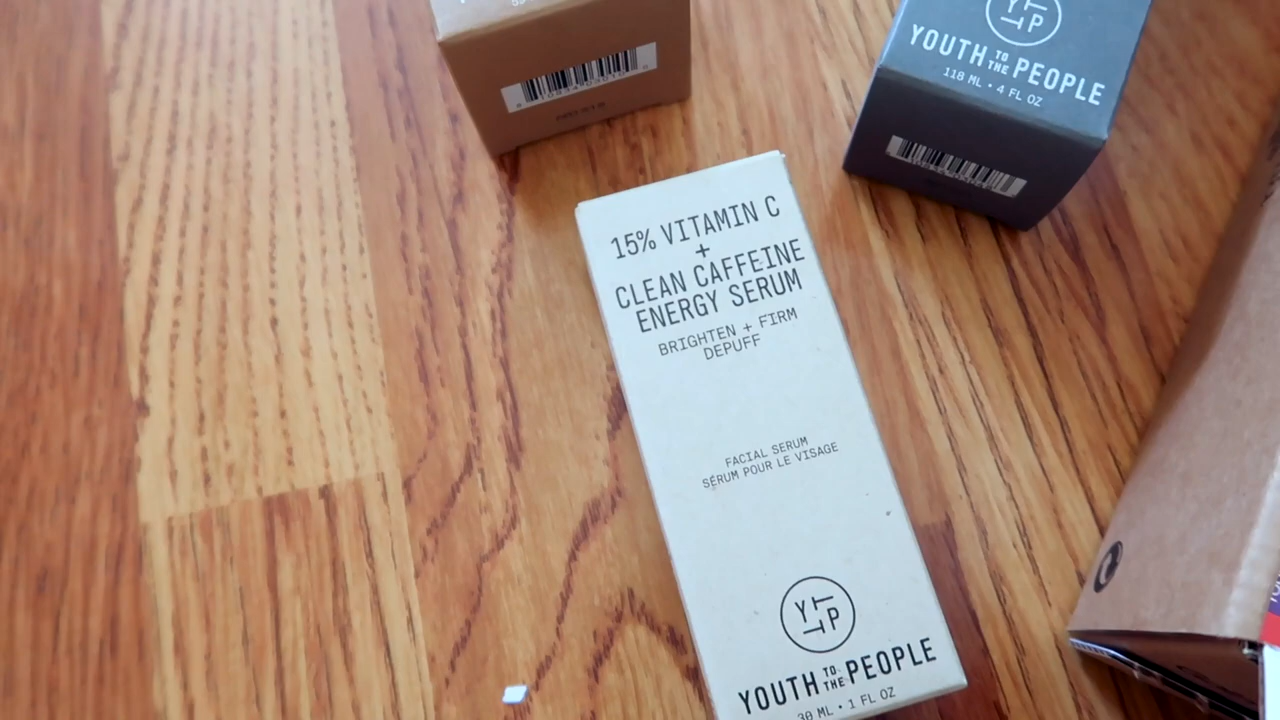 YTTP
YOUTH TO THE PEOPLE
118 ML • 4 FL OZ
15% VITAMIN C
+
CLEAN CAFFEINE
ENERGY SERUM
BRIGHTEN + FIRM
DEPUFF
FACIAL SERUM
SÉRUM POUR LE VISAGE
YTTP
YOUTH TO THE PEOPLE
30 ML • 1 FL OZ